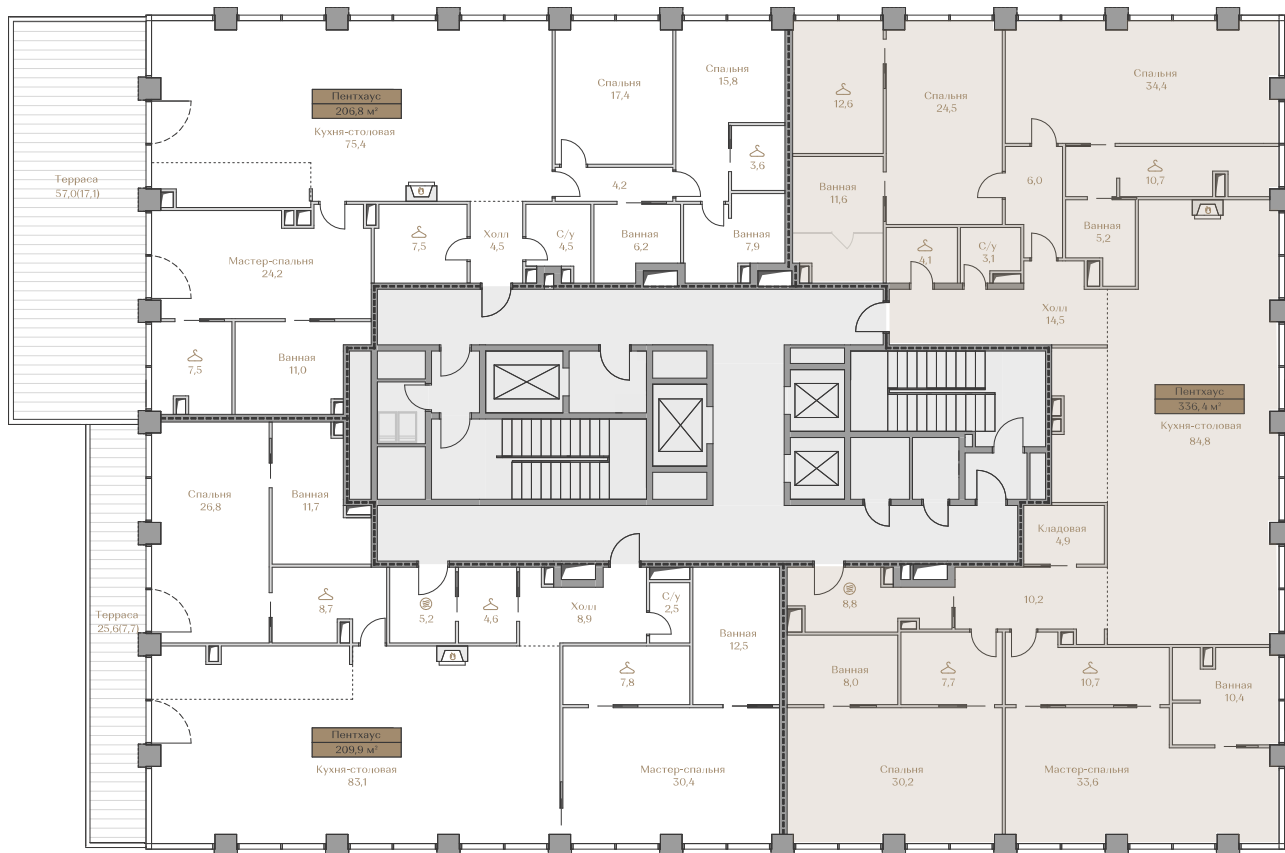 Пентхаус
206,8 м²
Кухня-столовая
75,4
Спальня
17,4
Спальня
15,8
3,6
4,2
Терраса
57,0(17,1)
7,5
Холл
4,5
С/у
4,5
Ванная
6,2
Ванная
7,9
Мастер-спальня
24,2
7,5
Ванная
11,0
12,6
Спальня
24,5
Спальня
34,4
Ванная
11,6
6,0
10,7
Ванная
5,2
4,1
С/у
3,1
Холл
14,5
Пентхаус
336,4 м²
Кухня-столовая
84,8
Кладовая
4,9
8,8
10,2
Ванная
8,0
7,7
10,7
Ванная
10,4
Спальня
30,2
Мастер-спальня
33,6
Спальня
26,8
Ванная
11,7
Терраса
25,6(7,7)
8,7
5,2
4,6
Холл
8,9
С/у
2,5
Ванная
12,5
7,8
Пентхаус
209,9 м²
Кухня-столовая
83,1
Мастер-спальня
30,4